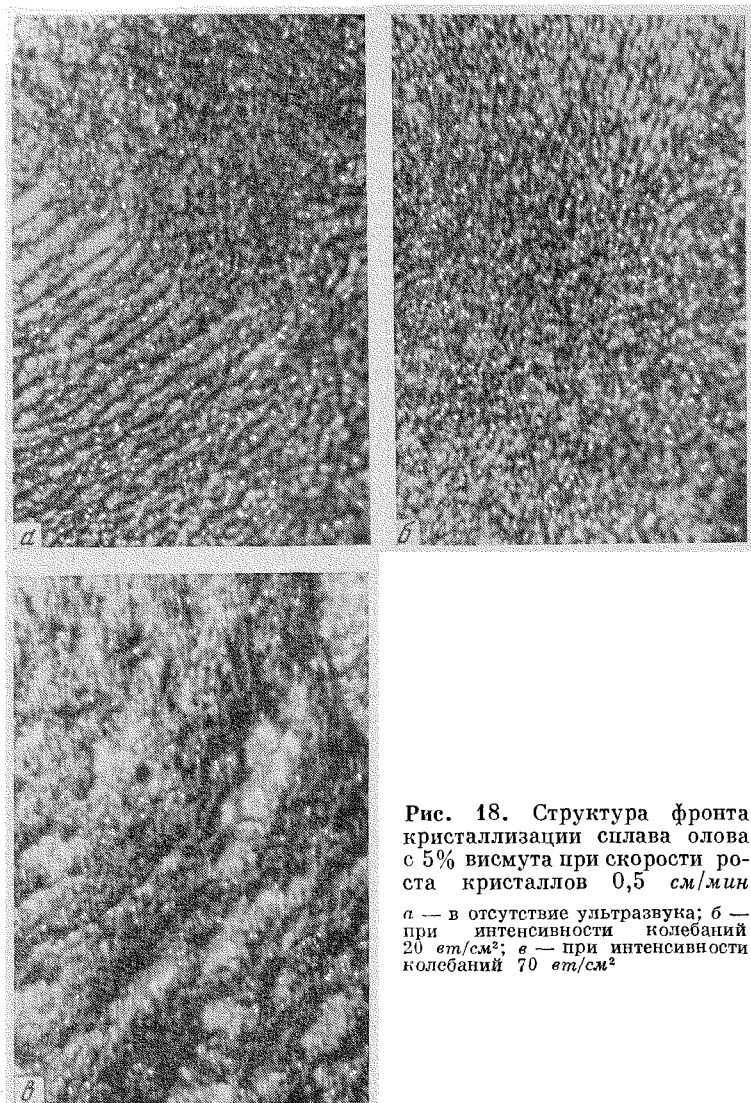 а
б
в
Рис. 18. Структура фронта
кристаллизации сплава олова
с 5% висмута при скорости ро-
ста кристаллов 0,5 см/мин
а — в отсутствие ультразвука; б —
при интенсивности колебаний
20 вт/см²; в — при интенсивности
колебаний 70 вт/см²